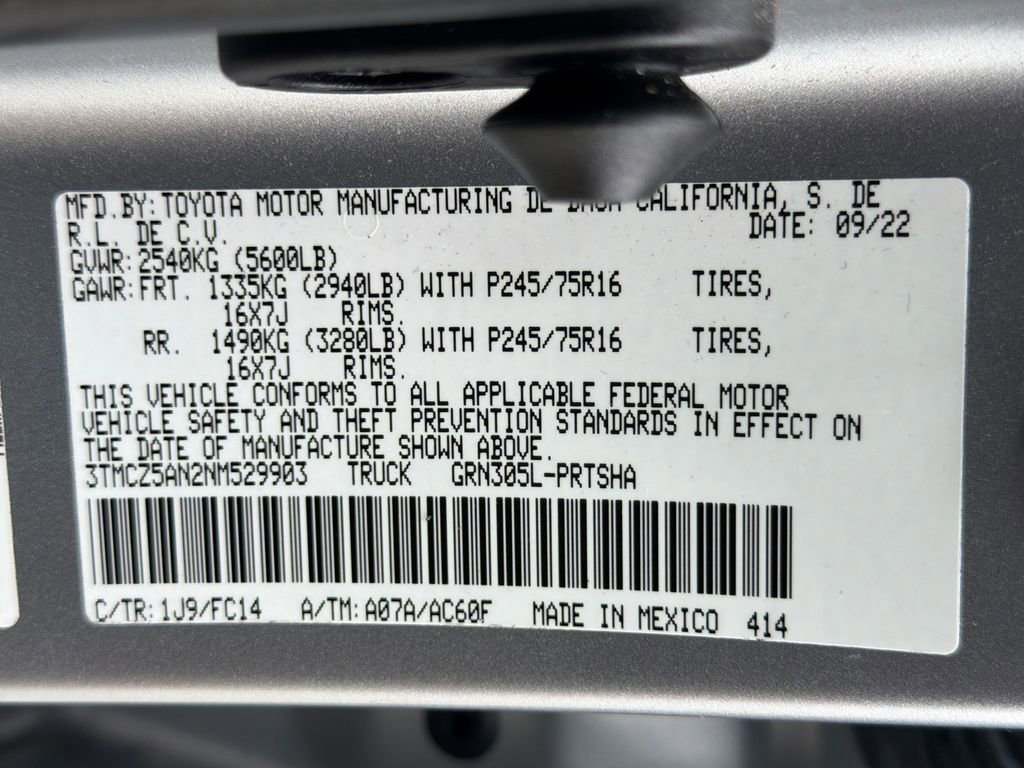 MFD.BY: TOYOTA MOTOR MANUFACTURING DE CALIFORNIA, S. DE
R.L. DE C.V. DATE: 09/22
GVWR: 2540KG (5600LB)
GAWR: FRT. 1335KG (2940LB) WITH P245/75R16 TIRES,
16X7J RIMS.
RR. 1490KG (3280LB) WITH P245/75R16 TIRES,
16X7J RIMS.
THIS VEHICLE CONFORMS TO ALL APPLICABLE FEDERAL MOTOR
VEHICLE SAFETY AND THEFT PREVENTION STANDARDS IN EFFECT ON
THE DATE OF MANUFACTURE SHOWN ABOVE.
3TMCZ5AN2NM529903 TRUCK GRN305L-PRTSHA
C/TR: 1J9/FC14 A/TM: A07A/AC60F MADE IN MEXICO 414